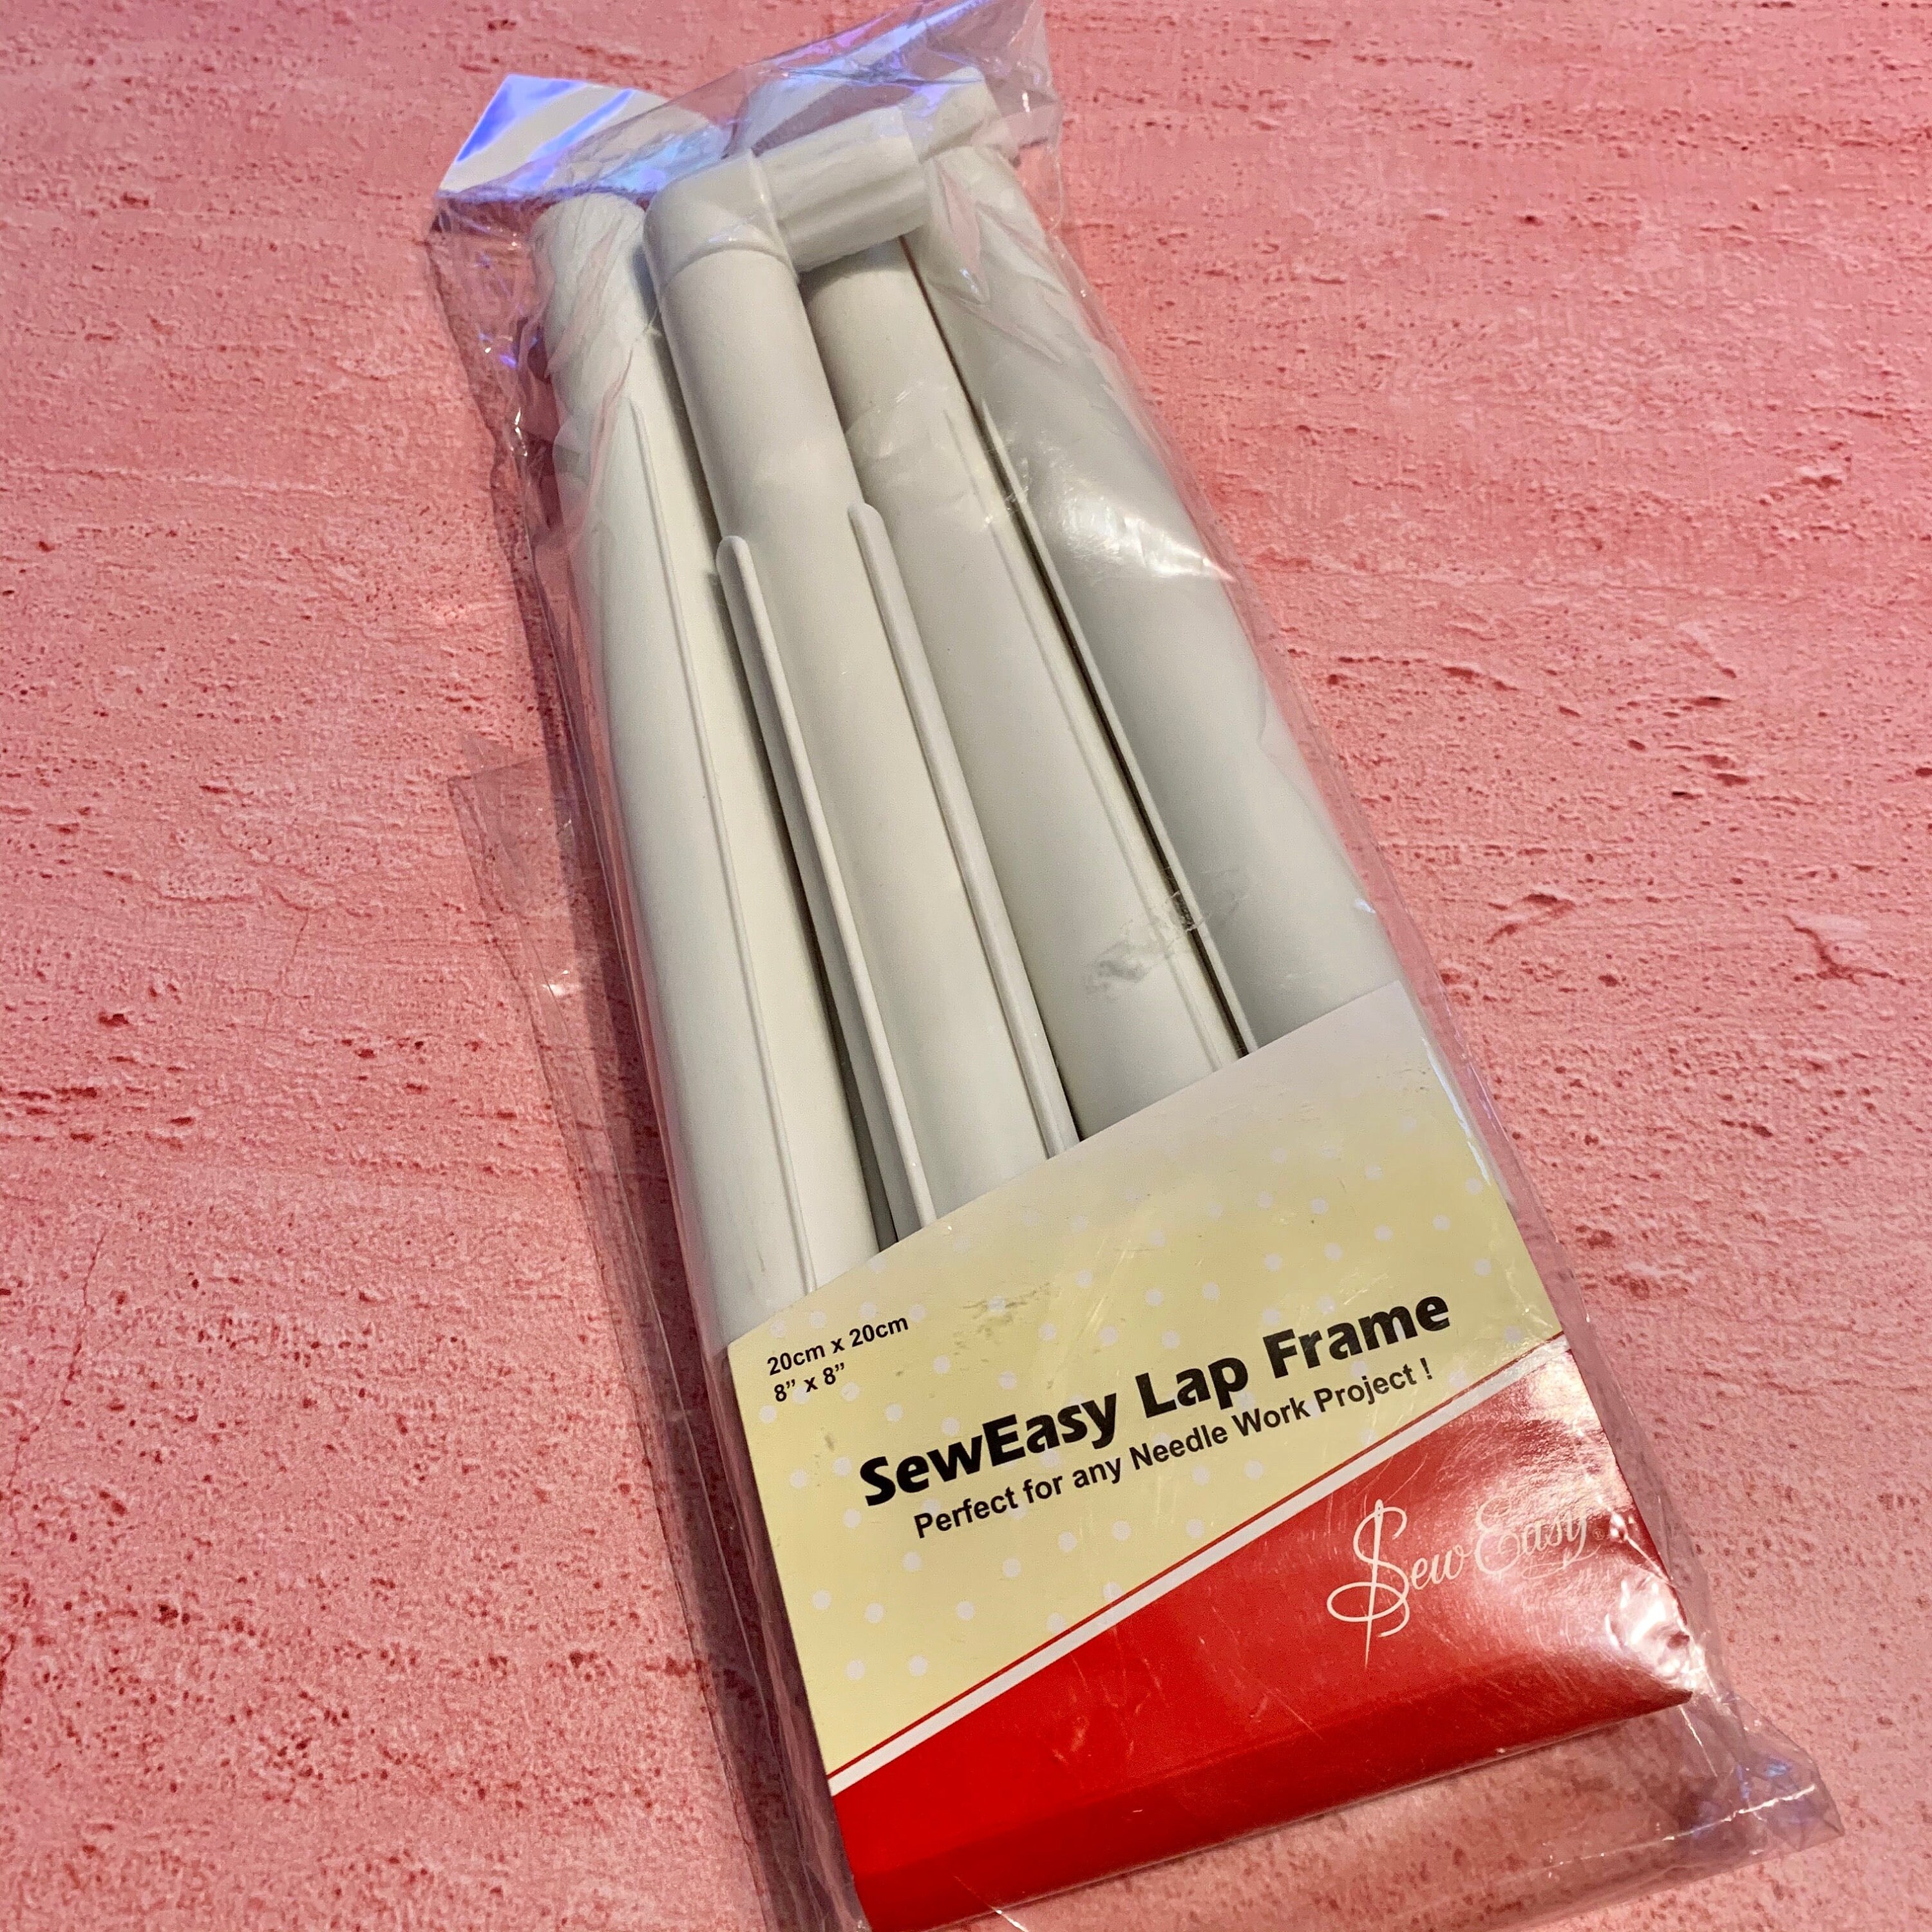 20cm x 20cm
8” x 8”
SewEasy Lap Frame
Perfect for any Needle Work Project !
Sew Easy